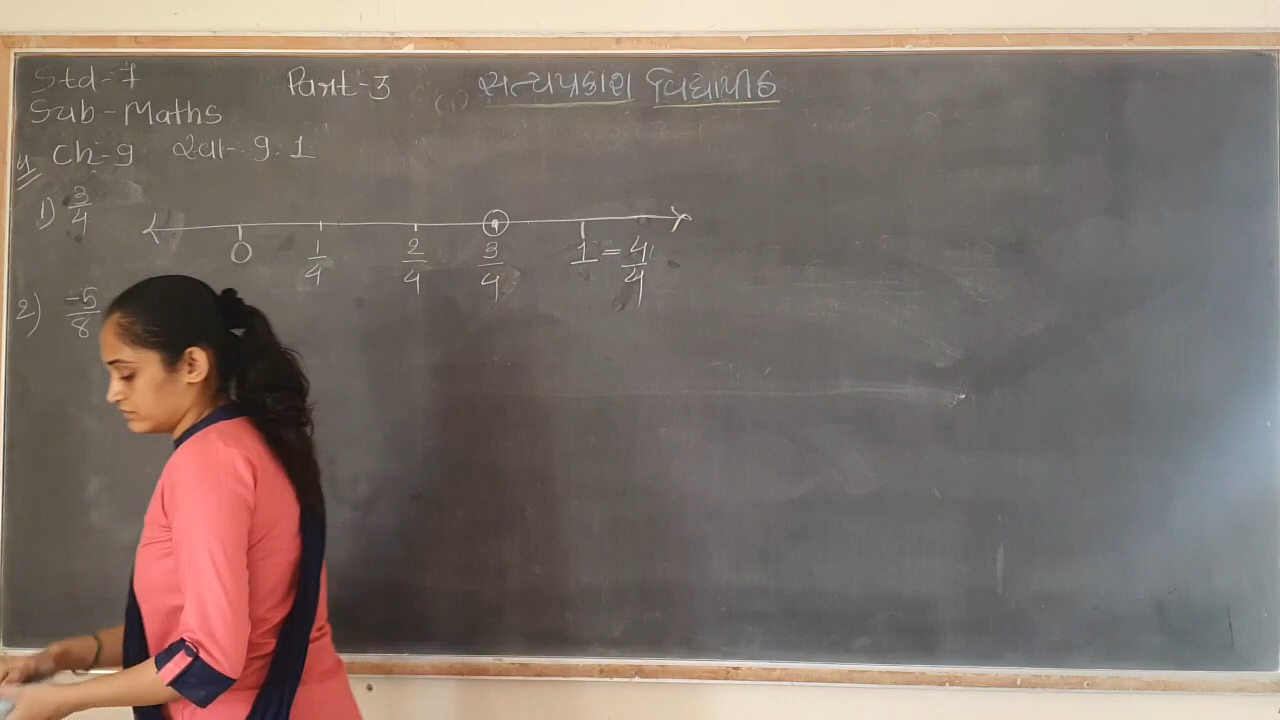 Std-7 Part-3 સત્યપ્રકાશ વિદ્યાપીઠ
Sub-Maths
Ch-9 સ્વા-9.1
4
1) 3/4
0 1/4 2/4 3/4 1=4/4
2) -5/8